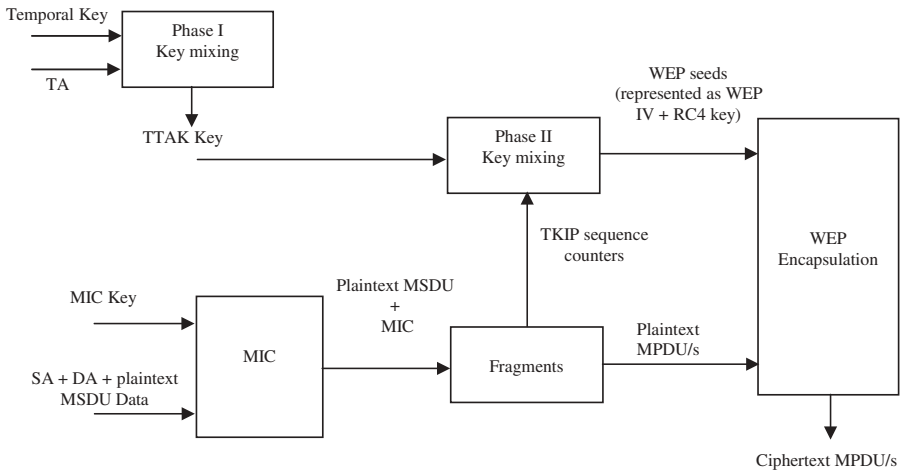 Temporal Key
TA
Phase I
Key mixing
TTAK Key
Phase II
Key mixing
WEP seeds
(represented as WEP
IV + RC4 key)
WEP
Encapsulation
TKIP sequence
counters
MIC Key
SA + DA + plaintext
MSDU Data
MIC
Plaintext MSDU
+
MIC
Fragments
Plaintext
MPDU/s
Ciphertext MPDU/s